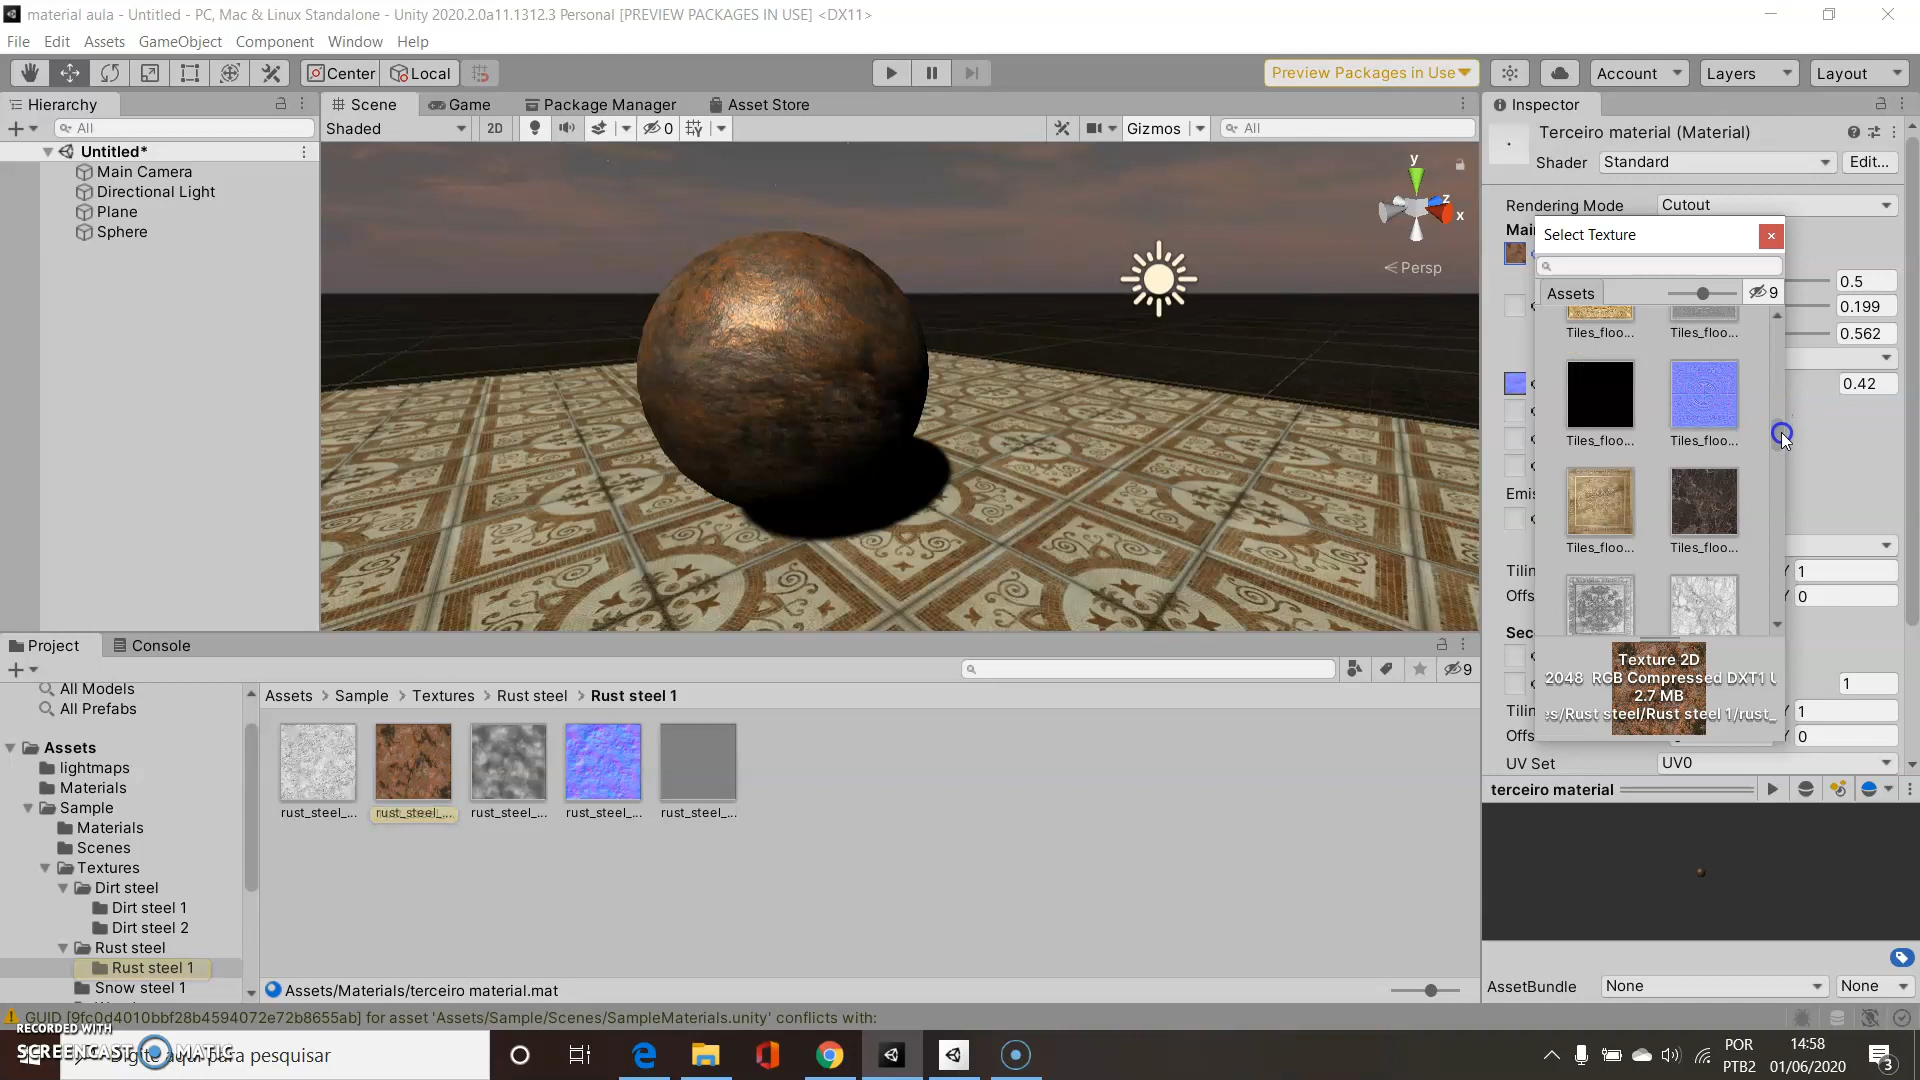 material aula - Untitled - PC, Mac & Linux Standalone - Unity 2020.2.0a11.1312.3 Personal [PREVIEW PACKAGES IN USE] <DX11>
File Edit Assets GameObject Component Window Help
Center Local Preview Packages in Use Account Layers Layout
Hierarchy
All
Untitled*
Main Camera
Directional Light
Plane
Sphere
Scene Game Package Manager Asset Store
Shaded 2D 0 Gizmos All
y
z
x
Persp
Inspector
Terceiro material (Material)
Shader Standard Edit...
Rendering Mode Cutout
Select Texture
Assets 9
Tiles_floo... Tiles_floo...
Tiles_floo... Tiles_floo...
Tiles_floo... Tiles_floo...
Texture 2D
2048 RGB Compressed DXT1
2.7 MB
/Rust steel/Rust steel 1/rust_
0.5
0.199
0.562
0.42
Y 1
Y 0
1
Y 1
Y 0
UV Set UV0
terceiro material
AssetBundle None None
Project Console
9
All Models
All Prefabs
Assets
lightmaps
Materials
Sample
Materials
Scenes
Textures
Dirt steel
Dirt steel 1
Dirt steel 2
Rust steel
Rust steel 1
Snow steel 1
Assets > Sample > Textures > Rust steel > Rust steel 1
rust_steel_... rust_steel_... rust_steel_... rust_steel_... rust_steel_...
Assets/Materials/terceiro material.mat
GUID [9fc0d4010bbf28b4594072e72b8655ab] for asset 'Assets/Sample/Scenes/SampleMaterials.unity' conflicts with:
RECORDED WITH
SCREENCAST MATIC
Digite aqui para pesquisar
POR
PTB2
14:58
01/06/2020
3